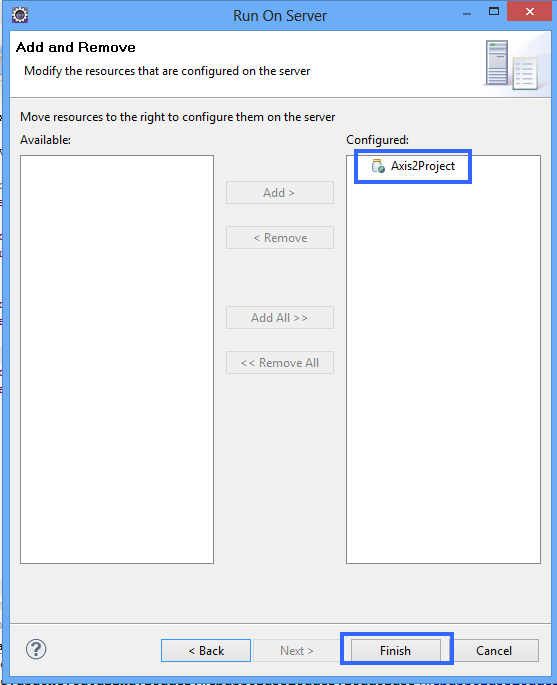 Run On Server
Add and Remove
Modify the resources that are configured on the server
Move resources to the right to configure them on the server
Available:
Configured:
Axis2Project
Add >
< Remove
Add All >>
<< Remove All
?
< Back
Next >
Finish
Cancel